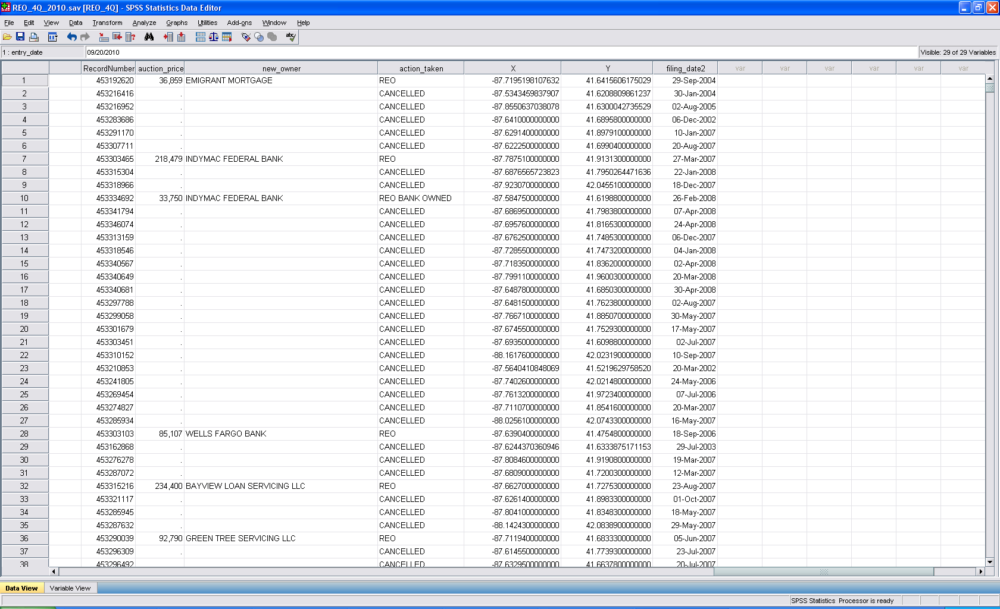 REO_4Q_2010.sav [REO_4Q] - SPSS Statistics Data Editor
File Edit View Data Transform Analyze Graphs Utilities Add-ons Window Help
1 : entry_date 09/20/2010 Visible: 29 of 29 Variables
RecordNumber auction_price new_owner action_taken X Y filing_date2 var var var var var var
1 453192620 36,859 EMIGRANT MORTGAGE REO -87.7195198107632 41.6415606175029 29-Sep-2004
2 453216416 . CANCELLED -87.5343459837907 41.6208809861237 30-Jan-2004
3 453216952 . CANCELLED -87.8550637038078 41.6300042735529 02-Aug-2005
4 453283686 . CANCELLED -87.6410000000000 41.6895800000000 06-Dec-2002
5 453291170 . CANCELLED -87.6291400000000 41.8979100000000 10-Jan-2007
6 453307711 . CANCELLED -87.6222500000000 41.6990400000000 20-Aug-2007
7 453303465 218,479 INDYMAC FEDERAL BANK REO -87.7875100000000 41.9131300000000 27-Mar-2007
8 453315304 . CANCELLED -87.6876565723823 41.7950264471636 22-Jan-2008
9 453318966 . CANCELLED -87.9230700000000 42.0455100000000 18-Dec-2007
10 453334692 33,750 INDYMAC FEDERAL BANK REO BANK OWNED -87.5847500000000 41.6198800000000 26-Feb-2008
11 453341794 . CANCELLED -87.6869500000000 41.7983800000000 07-Apr-2008
12 453346074 . CANCELLED -87.6957600000000 41.8165300000000 24-Apr-2008
13 453313159 . CANCELLED -87.6762500000000 41.7485300000000 06-Dec-2007
14 453318546 . CANCELLED -87.7285500000000 41.7473200000000 04-Jan-2008
15 453340567 . CANCELLED -87.7183500000000 41.8362000000000 02-Apr-2008
16 453340649 . CANCELLED -87.7991100000000 41.9600300000000 20-Mar-2008
17 453340681 . CANCELLED -87.6487800000000 41.6850300000000 30-Apr-2008
18 453297788 . CANCELLED -87.6481500000000 41.7623800000000 02-Aug-2007
19 453299058 . CANCELLED -87.7667100000000 41.8850700000000 30-May-2007
20 453301679 . CANCELLED -87.6745500000000 41.7529300000000 17-May-2007
21 453303451 . CANCELLED -87.6935000000000 41.6098800000000 02-Jul-2007
22 453310152 . CANCELLED -88.1617600000000 42.0231900000000 10-Sep-2007
23 453210853 . CANCELLED -87.5640410848069 41.5219629758520 20-Mar-2002
24 453241805 . CANCELLED -87.7402600000000 42.0214800000000 24-May-2006
25 453269454 . CANCELLED -87.7613200000000 41.9723400000000 07-Jul-2006
26 453274827 . CANCELLED -87.7110700000000 41.8541600000000 20-Mar-2007
27 453285934 . CANCELLED -88.0256100000000 42.0743300000000 16-May-2007
28 453303103 85,107 WELLS FARGO BANK REO -87.6390400000000 41.4754800000000 18-Sep-2006
29 453162868 . CANCELLED -87.6244370360946 41.6333875171153 29-Jul-2003
30 453276278 . CANCELLED -87.8084600000000 41.9190800000000 19-Mar-2007
31 453287072 . CANCELLED -87.6809000000000 41.7200300000000 12-Mar-2007
32 453315216 234,400 BAYVIEW LOAN SERVICING LLC REO -87.6627000000000 41.7275300000000 23-Aug-2007
33 453321117 . CANCELLED -87.6261400000000 41.8983300000000 01-Oct-2007
34 453285945 . CANCELLED -87.8041000000000 41.8348300000000 18-May-2007
35 453287632 . CANCELLED -88.1424300000000 42.0838900000000 29-May-2007
36 453290039 92,790 GREEN TREE SERVICING LLC REO -87.7119400000000 41.6833300000000 05-Jun-2007
37 453296309 . CANCELLED -87.6145500000000 41.7739300000000 23-Jul-2007
38 453296492 CANCELLED -87.6329500000000 41.6637800000000 20-Jul-2007
Data View Variable View
SPSS Statistics Processor is ready